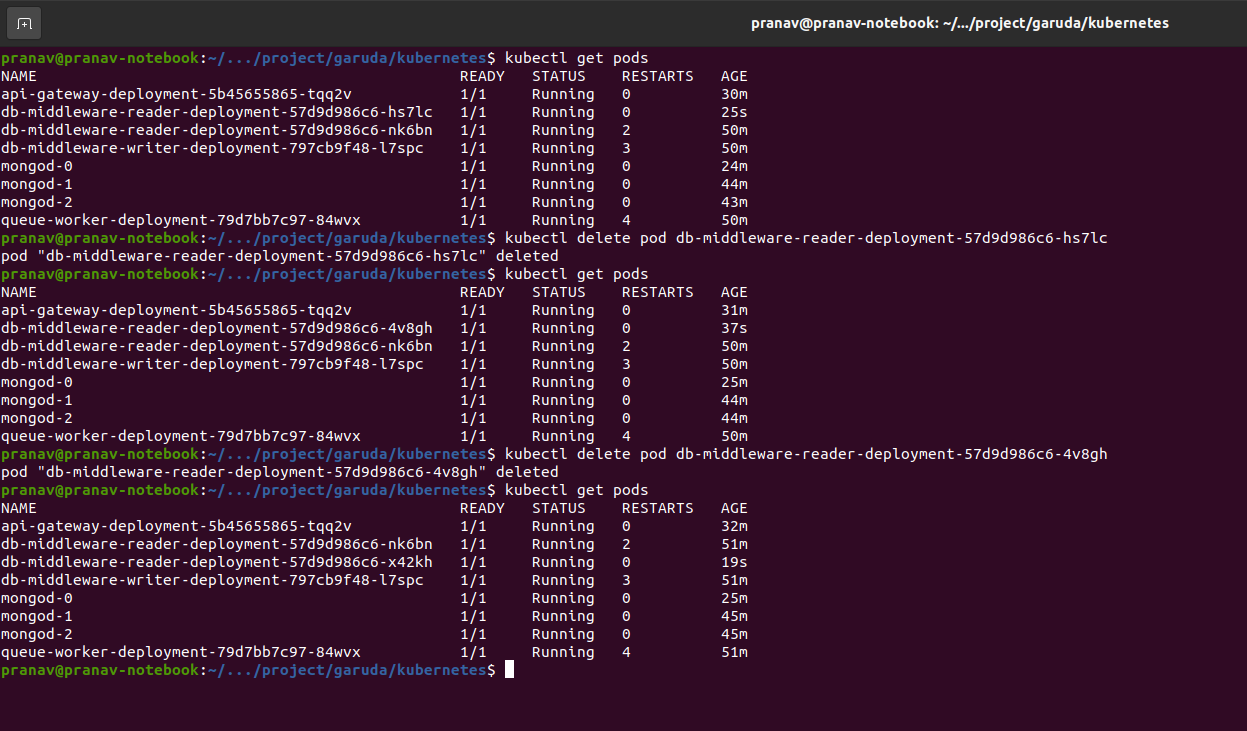 pranav@pranav-notebook: ~/.../project/garuda/kubernetes
pranav@pranav-notebook:~/.../project/garuda/kubernetes$ kubectl get pods
NAME                                          READY   STATUS    RESTARTS   AGE
api-gateway-deployment-5b45655865-tqq2v            1/1     Running   0          30m
db-middleware-reader-deployment-57d9d986c6-hs7lc   1/1     Running   0          25s
db-middleware-reader-deployment-57d9d986c6-nk6bn   1/1     Running   2          50m
db-middleware-writer-deployment-797cb9f48-l7spc    1/1     Running   3          50m
mongod-0                                           1/1     Running   0          24m
mongod-1                                           1/1     Running   0          44m
mongod-2                                           1/1     Running   0          43m
queue-worker-deployment-79d7bb7c97-84wvx           1/1     Running   4          50m
pranav@pranav-notebook:~/.../project/garuda/kubernetes$ kubectl delete pod db-middleware-reader-deployment-57d9d986c6-hs7lc
pod "db-middleware-reader-deployment-57d9d986c6-hs7lc" deleted
pranav@pranav-notebook:~/.../project/garuda/kubernetes$ kubectl get pods
NAME                                               READY   STATUS    RESTARTS   AGE
api-gateway-deployment-5b45655865-tqq2v            1/1     Running   0          31m
db-middleware-reader-deployment-57d9d986c6-4v8gh   1/1     Running   0          37s
db-middleware-reader-deployment-57d9d986c6-nk6bn   1/1     Running   2          50m
db-middleware-writer-deployment-797cb9f48-l7spc    1/1     Running   3          50m
mongod-0                                           1/1     Running   0          25m
mongod-1                                           1/1     Running   0          44m
mongod-2                                           1/1     Running   0          44m
queue-worker-deployment-79d7bb7c97-84wvx           1/1     Running   4          50m
pranav@pranav-notebook:~/.../project/garuda/kubernetes$ kubectl delete pod db-middleware-reader-deployment-57d9d986c6-4v8gh
pod "db-middleware-reader-deployment-57d9d986c6-4v8gh" deleted
pranav@pranav-notebook:~/.../project/garuda/kubernetes$ kubectl get pods
NAME                                               READY   STATUS    RESTARTS   AGE
api-gateway-deployment-5b45655865-tqq2v            1/1     Running   0          32m
db-middleware-reader-deployment-57d9d986c6-nk6bn   1/1     Running   2          51m
db-middleware-reader-deployment-57d9d986c6-x42kh   1/1     Running   0          19s
db-middleware-writer-deployment-797cb9f48-l7spc    1/1     Running   3          51m
mongod-0                                           1/1     Running   0          25m
mongod-1                                           1/1     Running   0          45m
mongod-2                                           1/1     Running   0          45m
queue-worker-deployment-79d7bb7c97-84wvx           1/1     Running   4          51m
pranav@pranav-notebook:~/.../project/garuda/kubernetes$